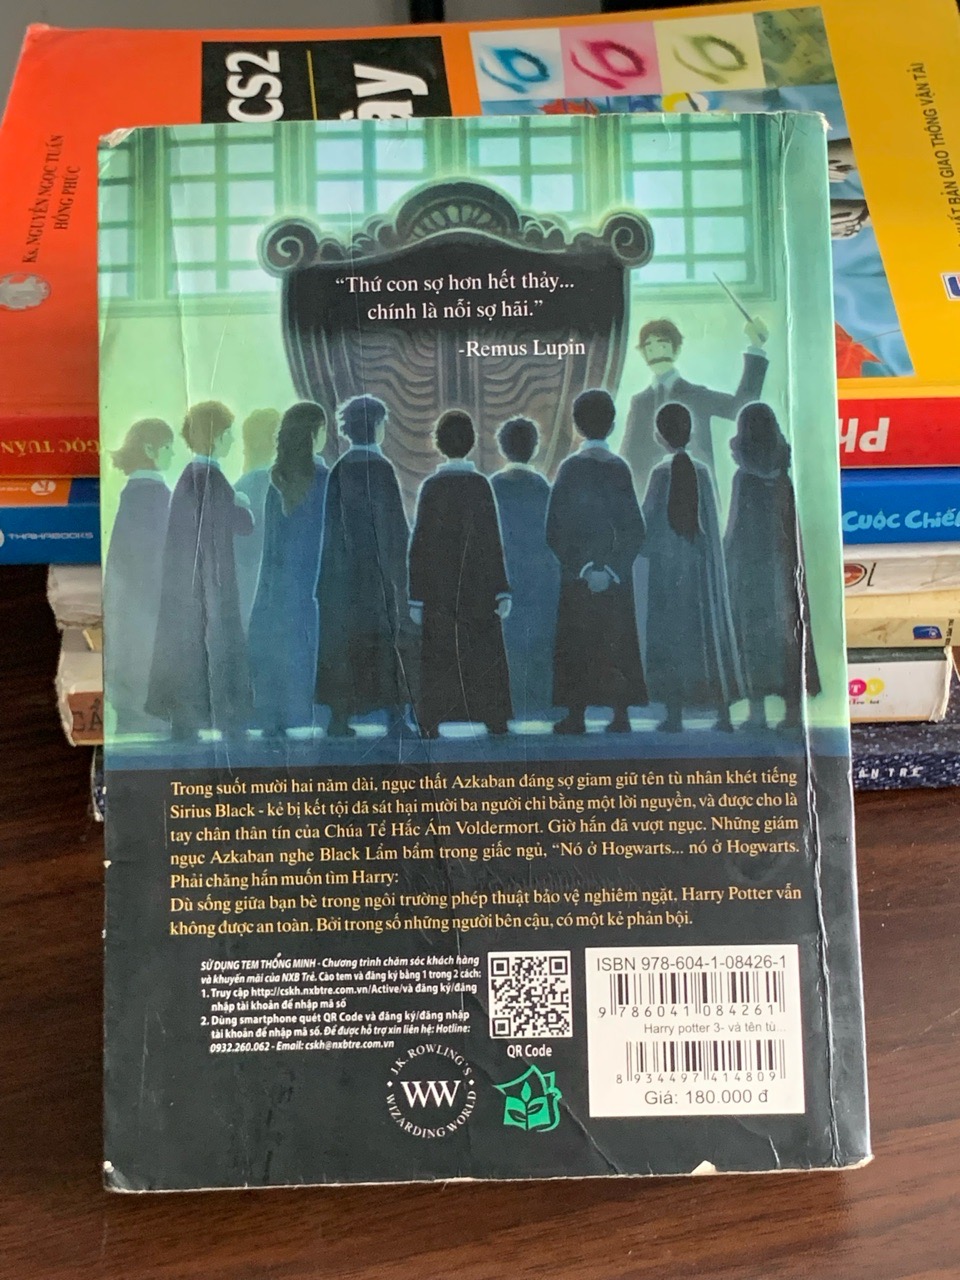 CS2
Ks. NGUYỄN NGỌC TUẤN
HỒNG PHÚC
XUẤT BẢN GIAO THÔNG VẬN TẢI
NGỌC TUẤN
Ph
THAIHABOOKS
CUỘC CHIẾ
“Thứ con sợ hơn hết thảy...
chính là nỗi sợ hãi.”
-Remus Lupin
Trong suốt mười hai năm dài, ngục thất Azkaban đáng sợ giam giữ tên tù nhân khét tiếng
Sirius Black - kẻ bị kết tội đã sát hại mười ba người chỉ bằng một lời nguyền, và được cho là
tay chân thân tín của Chúa Tể Hắc Ám Voldermort. Giờ hắn đã vượt ngục. Những giám
ngục Azkaban nghe Black Lẩm bẩm trong giấc ngủ, “Nó ở Hogwarts... nó ở Hogwarts.
Phải chăng hắn muốn tìm Harry:
Dù sống giữa bạn bè trong ngôi trường phép thuật bảo vệ nghiêm ngặt, Harry Potter vẫn
không được an toàn. Bởi trong số những người bên cậu, có một kẻ phản bội.
SỬ DỤNG TEM THÔNG MINH - Chương trình chăm sóc khách hàng
và khuyến mãi của NXB Trẻ. Cào tem và đăng ký bằng 1 trong 2 cách:
1. Truy cập http://cskh.nxbtre.com.vn/Active/và đăng ký/đăng
nhập tài khoản để nhập mã số
2. Dùng smartphone quét QR Code và đăng ký/đăng nhập
tài khoản để nhập mã số. Để được hỗ trợ xin liên hệ: Hotline:
0932.260.062 - Email: cskh@nxbtre.com.vn
QR Code
J.K. ROWLING'S
WW
WIZARDING WORLD
ISBN 978-604-1-08426-1
9 786041 084261
Harry potter 3- và tên tù...
8 934497 414809
Giá: 180.000 đ